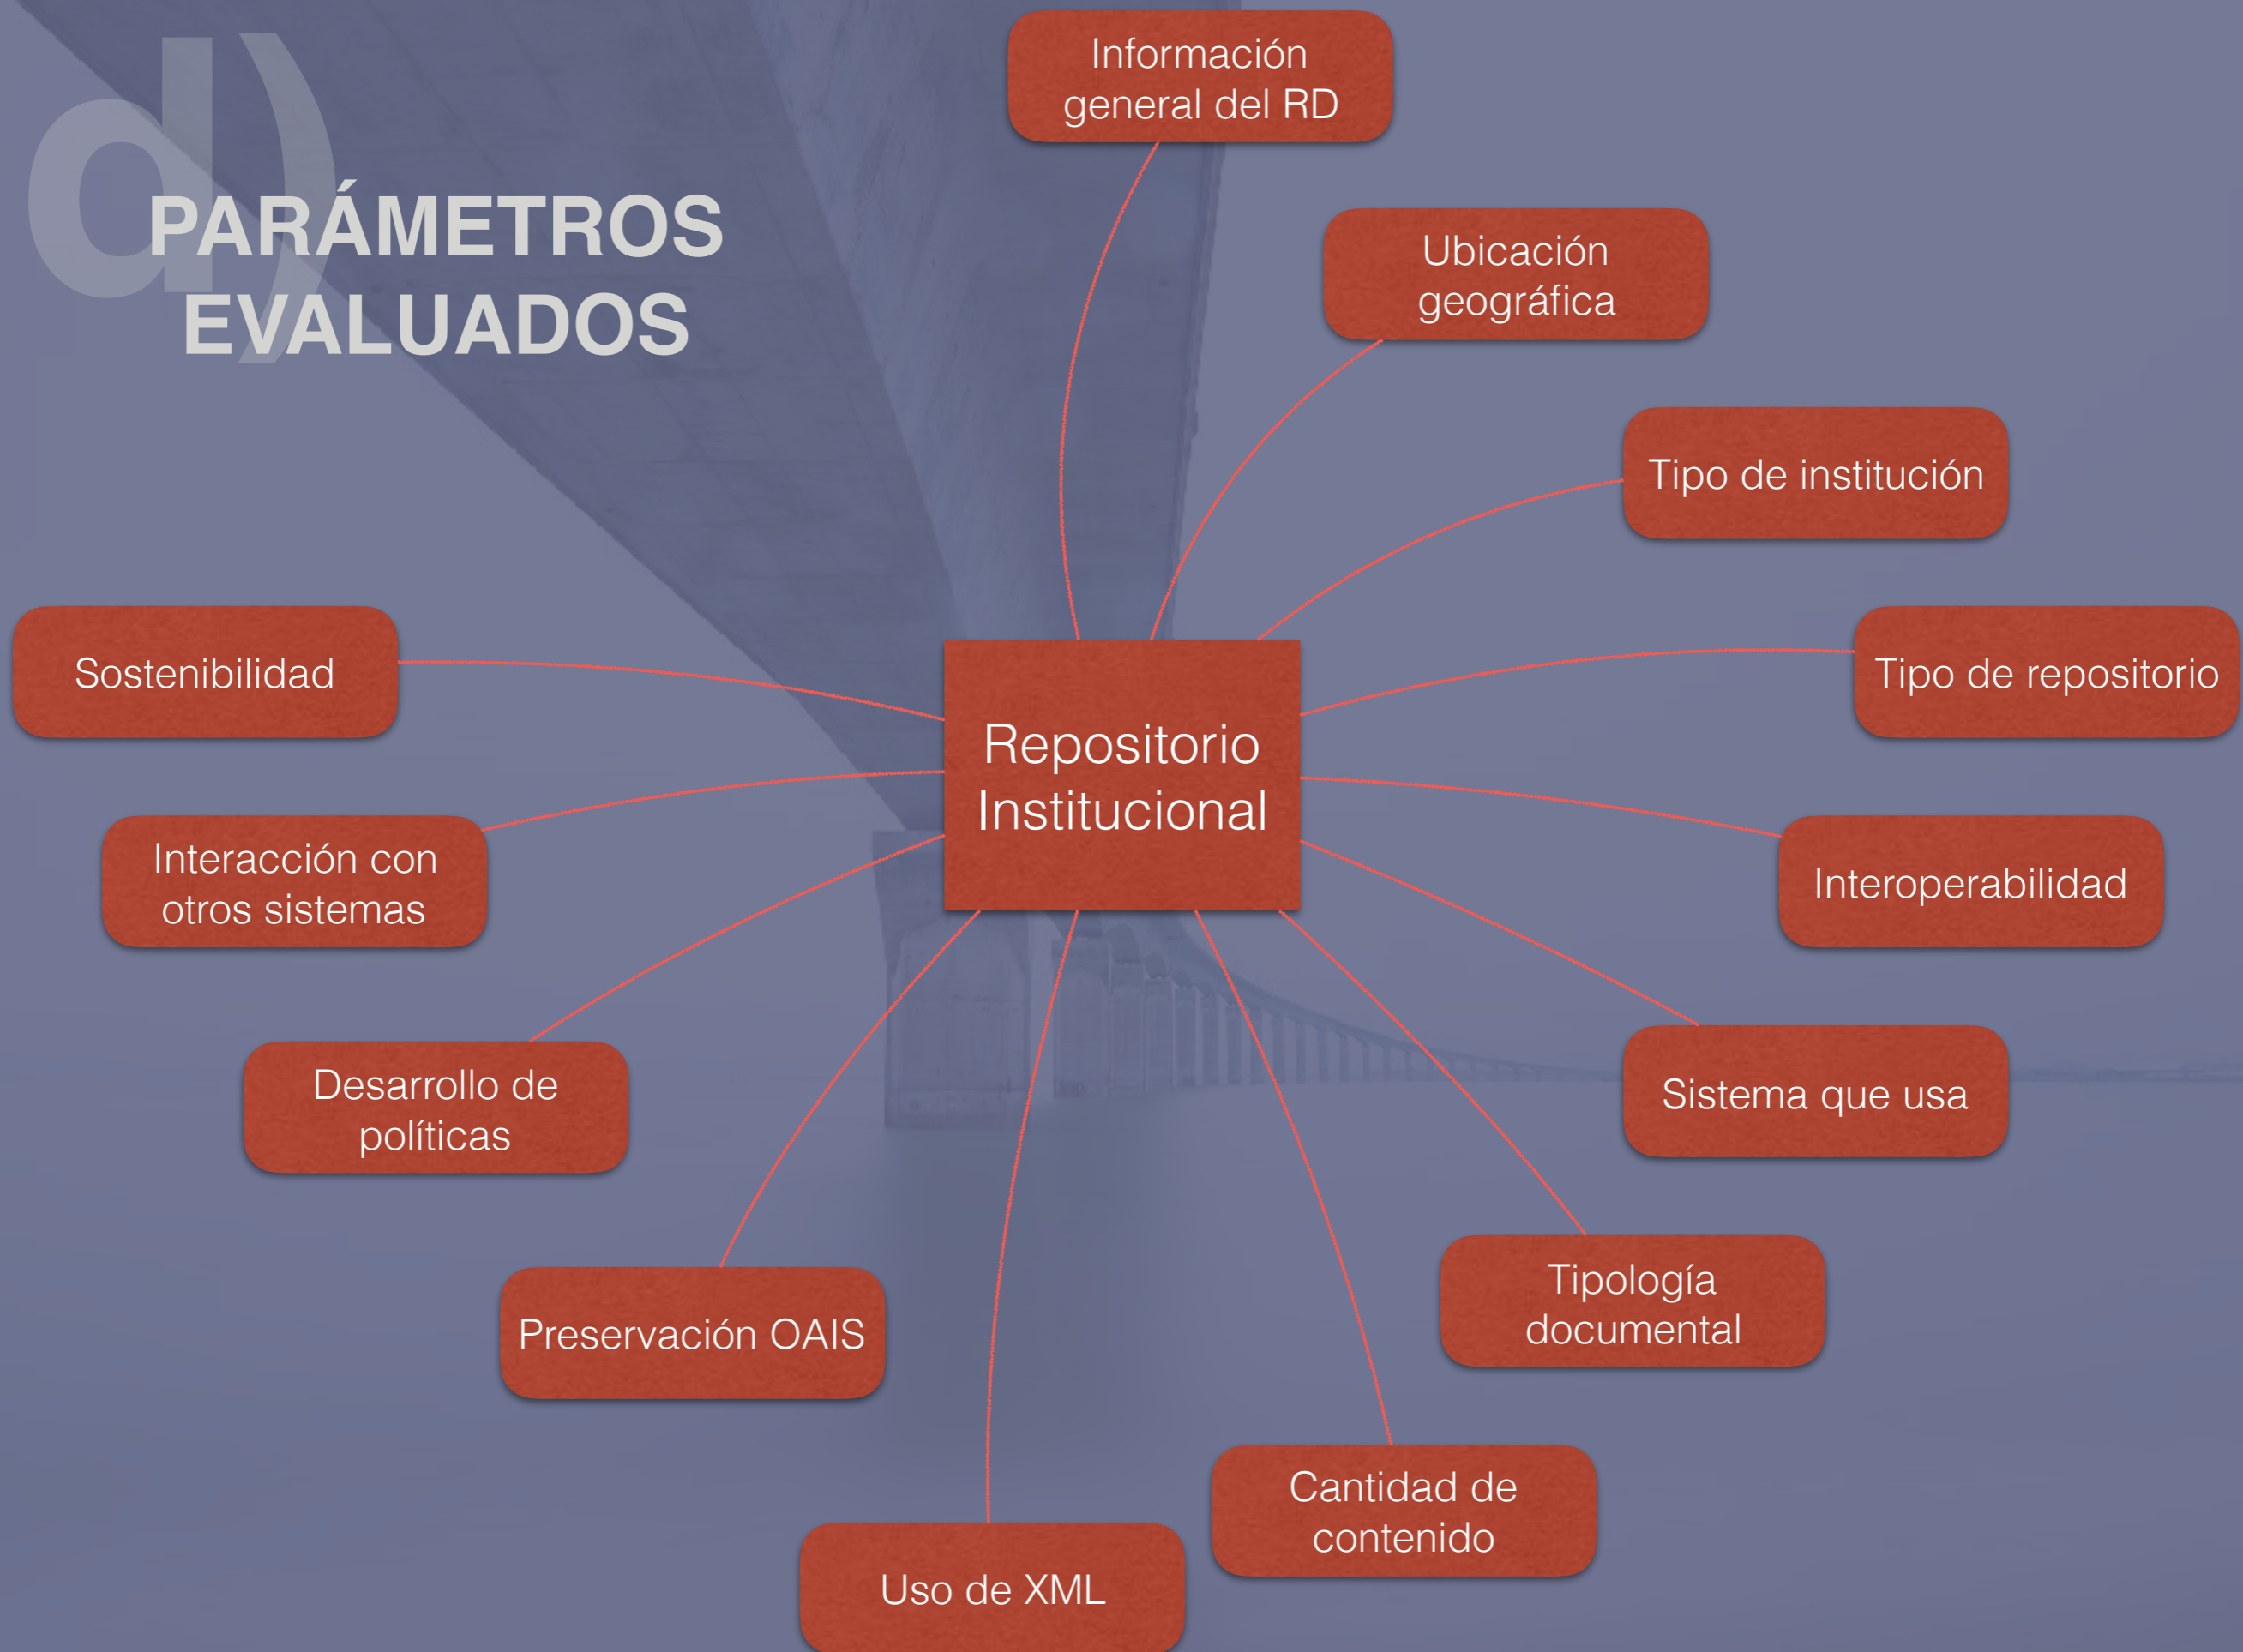 d)
PARÁMETROS
EVALUADOS
Información
general del RD
Ubicación
geográfica
Tipo de institución
Tipo de repositorio
Interoperabilidad
Sistema que usa
Tipología
documental
Cantidad de
contenido
Uso de XML
Preservación OAIS
Desarrollo de
políticas
Interacción con
otros sistemas
Sostenibilidad
Repositorio
Institucional